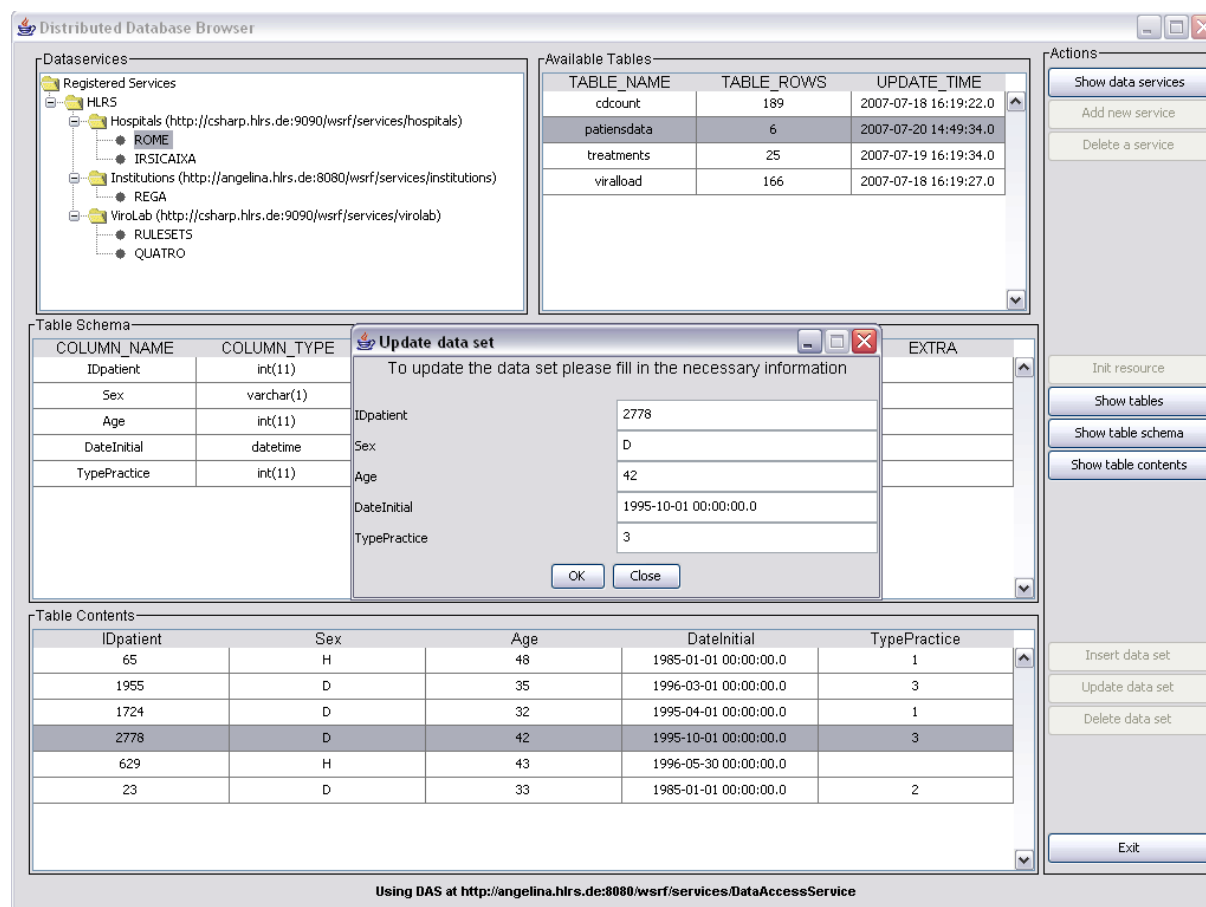 Distributed Database Browser
Dataservices
Registered Services
HLRS
Hospitals (http://csharp.hlrs.de:9090/wsrf/services/hospitals)
ROME
IRSICAIXA
Institutions (http://angelina.hlrs.de:8080/wsrf/services/institutions)
REGA
ViroLab (http://csharp.hlrs.de:9090/wsrf/services/virolab)
RULESETS
QUATRO
Available Tables
TABLE_NAME TABLE_ROWS UPDATE_TIME
cdcount 189 2007-07-18 16:19:22.0
patiensdata 6 2007-07-20 14:49:34.0
treatments 25 2007-07-19 16:19:34.0
viralload 166 2007-07-18 16:19:27.0
Actions
Show data services
Add new service
Delete a service
Table Schema
COLUMN_NAME COLUMN_TYPE EXTRA
IDpatient int(11)
Sex varchar(1)
Age int(11)
DateInitial datetime
TypePractice int(11)
Update data set
To update the data set please fill in the necessary information
IDpatient 2778
Sex D
Age 42
DateInitial 1995-10-01 00:00:00.0
TypePractice 3
OK Close
Init resource
Show tables
Show table schema
Show table contents
Table Contents
IDpatient Sex Age DateInitial TypePractice
65 H 48 1985-01-01 00:00:00.0 1
1955 D 35 1996-03-01 00:00:00.0 3
1724 D 32 1995-04-01 00:00:00.0 1
2778 D 42 1995-10-01 00:00:00.0 3
629 H 43 1996-05-30 00:00:00.0
23 D 33 1985-01-01 00:00:00.0 2
Insert data set
Update data set
Delete data set
Exit
Using DAS at http://angelina.hlrs.de:8080/wsrf/services/DataAccessService